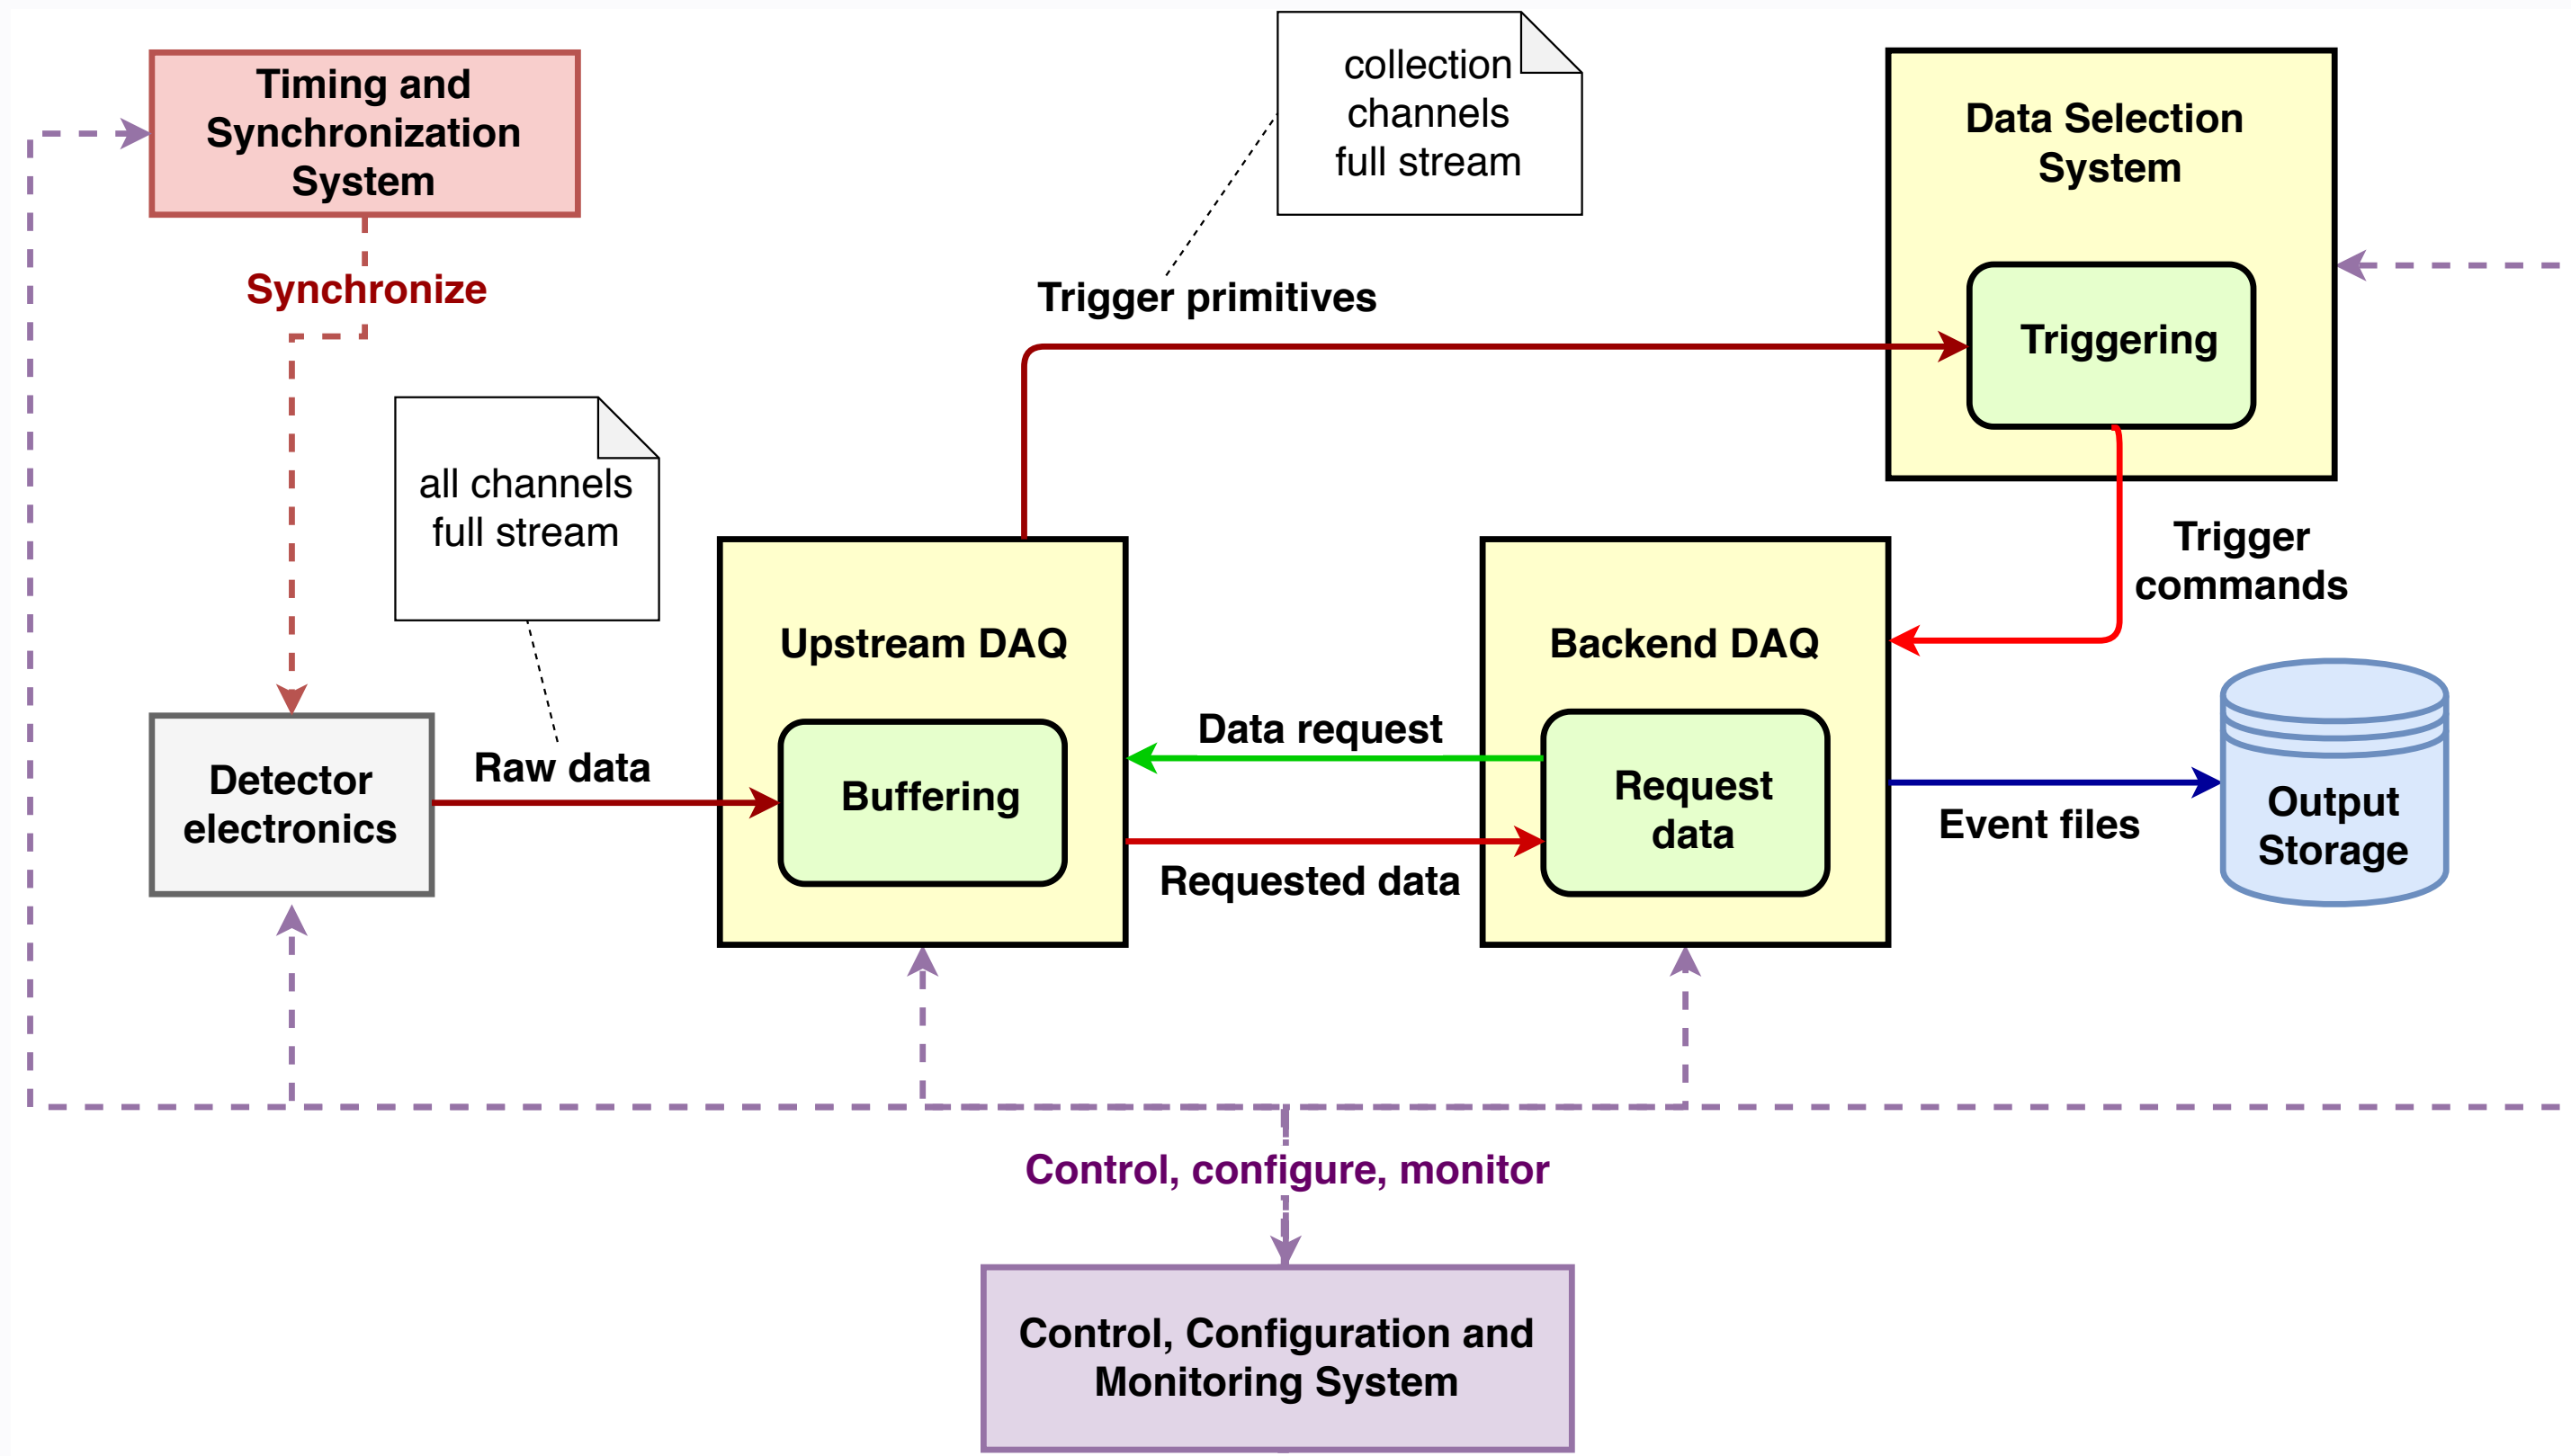 Timing and
Synchronization
System
collection
channels
full stream
Data Selection
System
Synchronize
Trigger primitives
Triggering
all channels
full stream
Trigger
commands
Upstream DAQ
Backend DAQ
Data request
Raw data
Detector
electronics
Buffering
Request
data
Output
Storage
Event files
Requested data
Control, configure, monitor
Control, Configuration and
Monitoring System